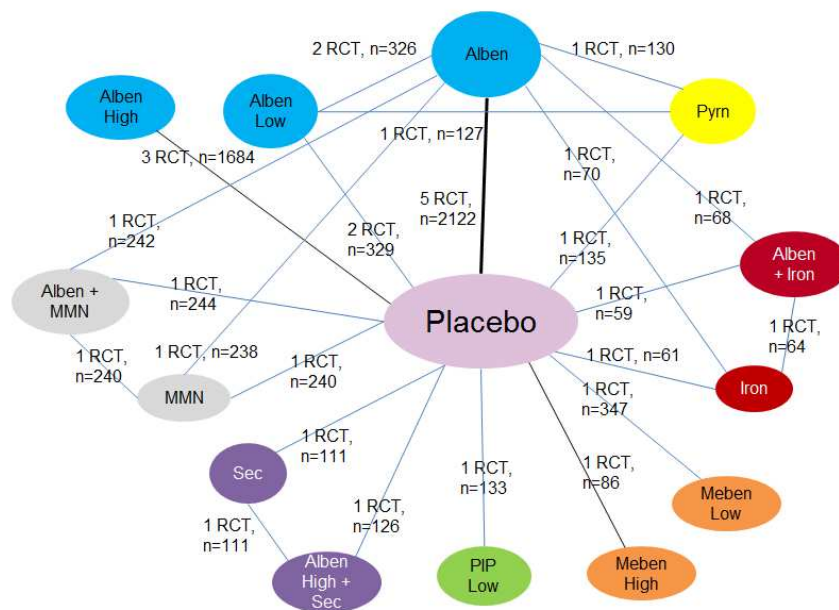 2 RCT, n=326
Alben
1 RCT, n=130
Alben
High
Alben
Low
Pyrn
3 RCT, n=1684
1 RCT, n=127
1 RCT,
n=70
5 RCT,
n=2122
1 RCT,
n=68
1 RCT,
n=242
2 RCT,
n=329
1 RCT,
n=135
Alben
+ Iron
Alben +
MMN
1 RCT,
n=244
Placebo
1 RCT,
n=59
1 RCT,
n=64
1 RCT,
n=240
1 RCT, n=238
1 RCT,
n=240
1 RCT, n=61
Iron
MMN
1 RCT,
n=347
Sec
1 RCT,
n=111
1 RCT,
n=133
1 RCT,
n=86
Meben
Low
1 RCT,
n=111
1 RCT,
n=126
Alben
High +
Sec
PIP
Low
Meben
High